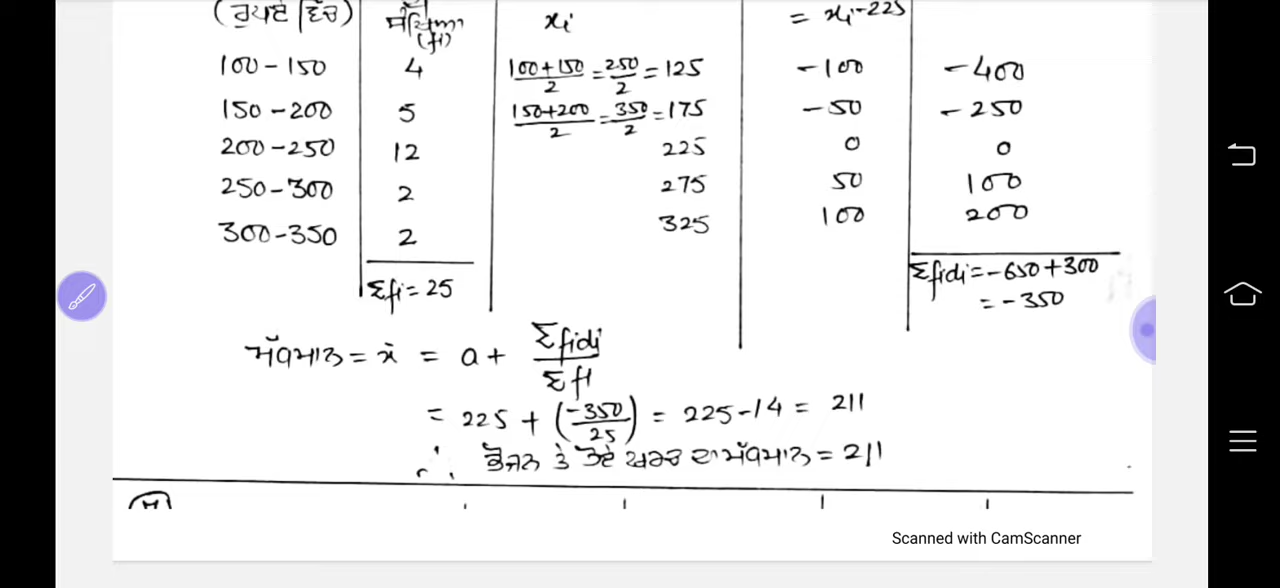 (ਰੁਪਏ ਵਿੱਚ) (fi) xi = xi-225
100-150 4 100+150/2 = 250/2 = 125 -100 -400
150-200 5 150+200/2 = 350/2 = 175 -50 -250
200-250 12 225 0 0
250-300 2 275 50 100
300-350 2 325 100 200
Σfi = 25 Σfidi = -650+300
= -350
ਮੱਧਮਾਨ = x̄ = a + Σfidi/Σfi
= 225 + (-350/25) = 225-14 = 211
∴ ਭੋਜਨ ਤੇ ਹੋਏ ਖਰਚ ਦਾ ਮੱਧਮਾਨ = 211
Scanned with CamScanner